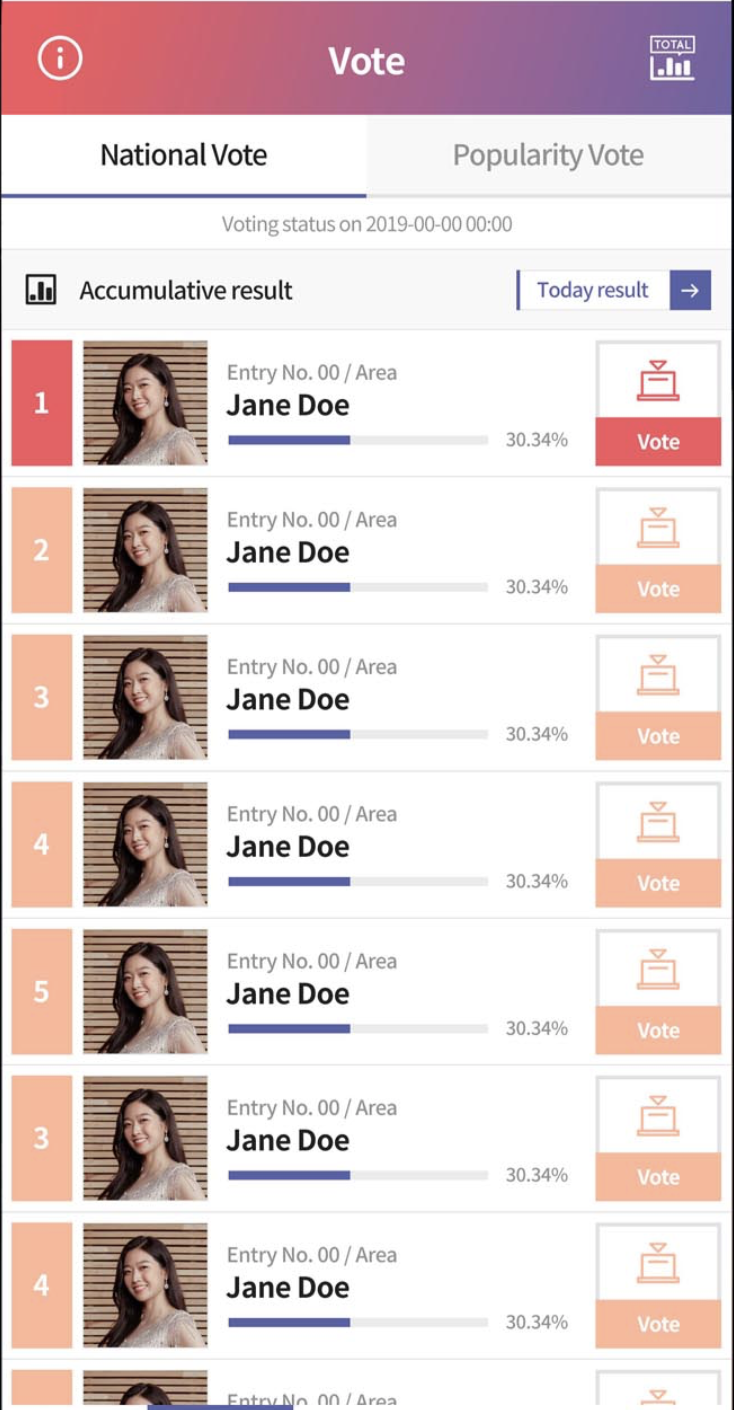 Vote
TOTAL
National Vote
Popularity Vote
Voting status on 2019-00-00 00:00
Accumulative result
Today result
1
Entry No. 00 / Area
Jane Doe
30.34%
Vote
2
Entry No. 00 / Area
Jane Doe
30.34%
Vote
3
Entry No. 00 / Area
Jane Doe
30.34%
Vote
4
Entry No. 00 / Area
Jane Doe
30.34%
Vote
5
Entry No. 00 / Area
Jane Doe
30.34%
Vote
3
Entry No. 00 / Area
Jane Doe
30.34%
Vote
4
Entry No. 00 / Area
Jane Doe
30.34%
Vote
Entry No. 00 / Area